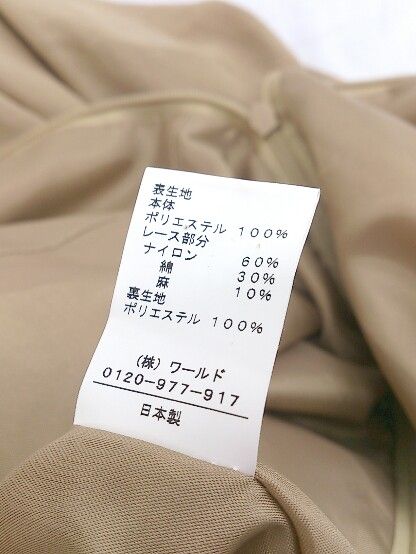 表生地
本体
ポリエステル 100%
レース部分
ナイロン 60%
綿 30%
麻 10%
裏生地
ポリエステル 100%
(株) ワールド
0120-977-917
日本製